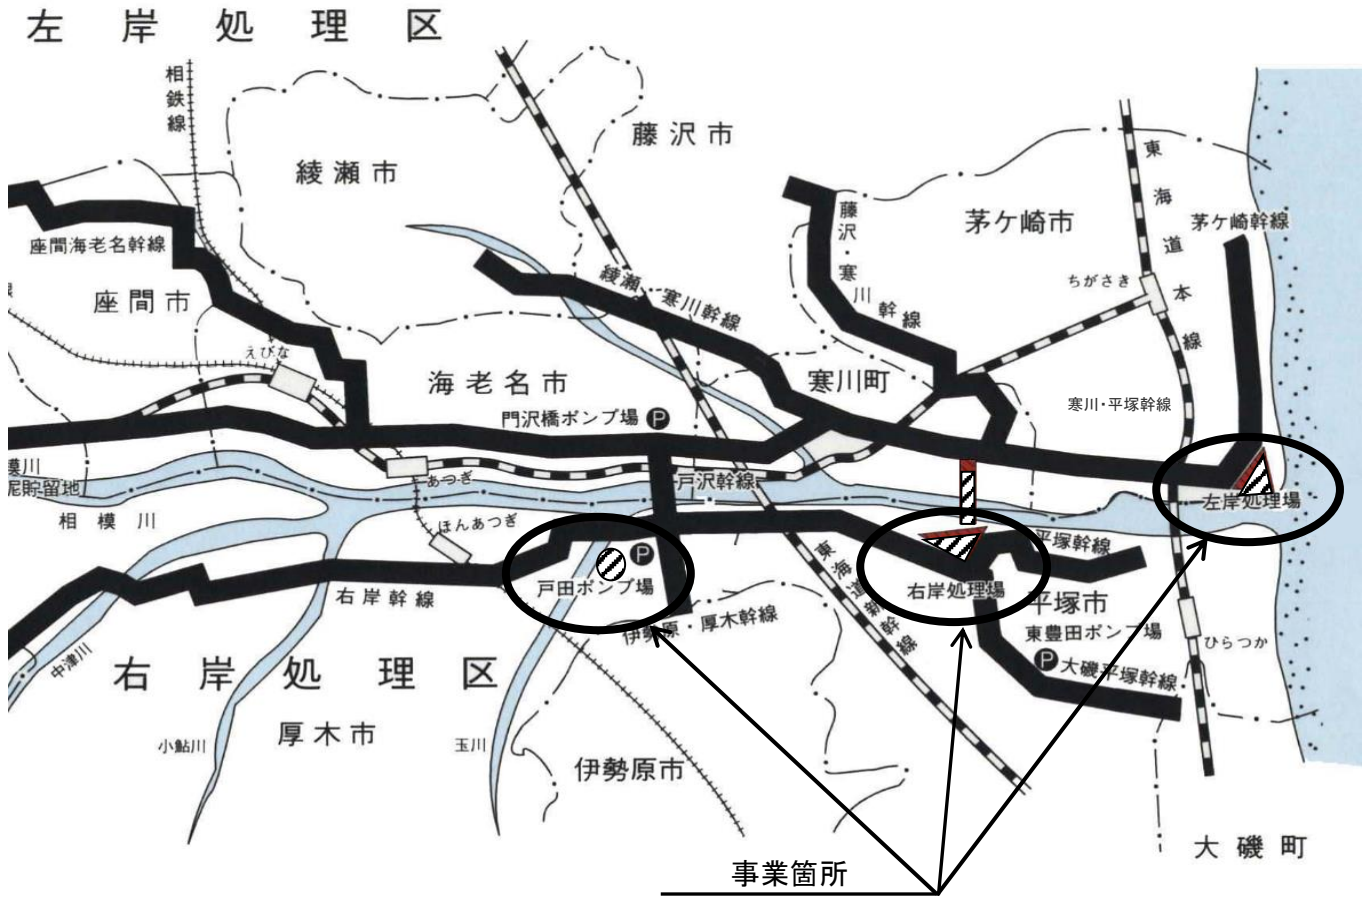 左岸処理区
相鉄線
藤沢市
綾瀬市
東海道本線
藤沢・寒川幹線
茅ケ崎市
茅ケ崎幹線
座間海老名幹線
綾瀬・寒川幹線
ちがさき
座間市
えびな
海老名市
寒川町
門沢橋ポンプ場
P
寒川・平塚幹線
模川
泥貯留地
あつぎ
戸沢幹線
左岸処理場
相模川
ほんあつぎ
P
平塚幹線
戸田ポンプ場
東海道新幹線
右岸処理場
右岸幹線
平塚市
伊勢原・厚木幹線
東豊田ポンプ場
ひらつか
中津川
右岸処理区
P
大磯平塚幹線
厚木市
小鮎川
玉川
伊勢原市
大磯町
事業箇所